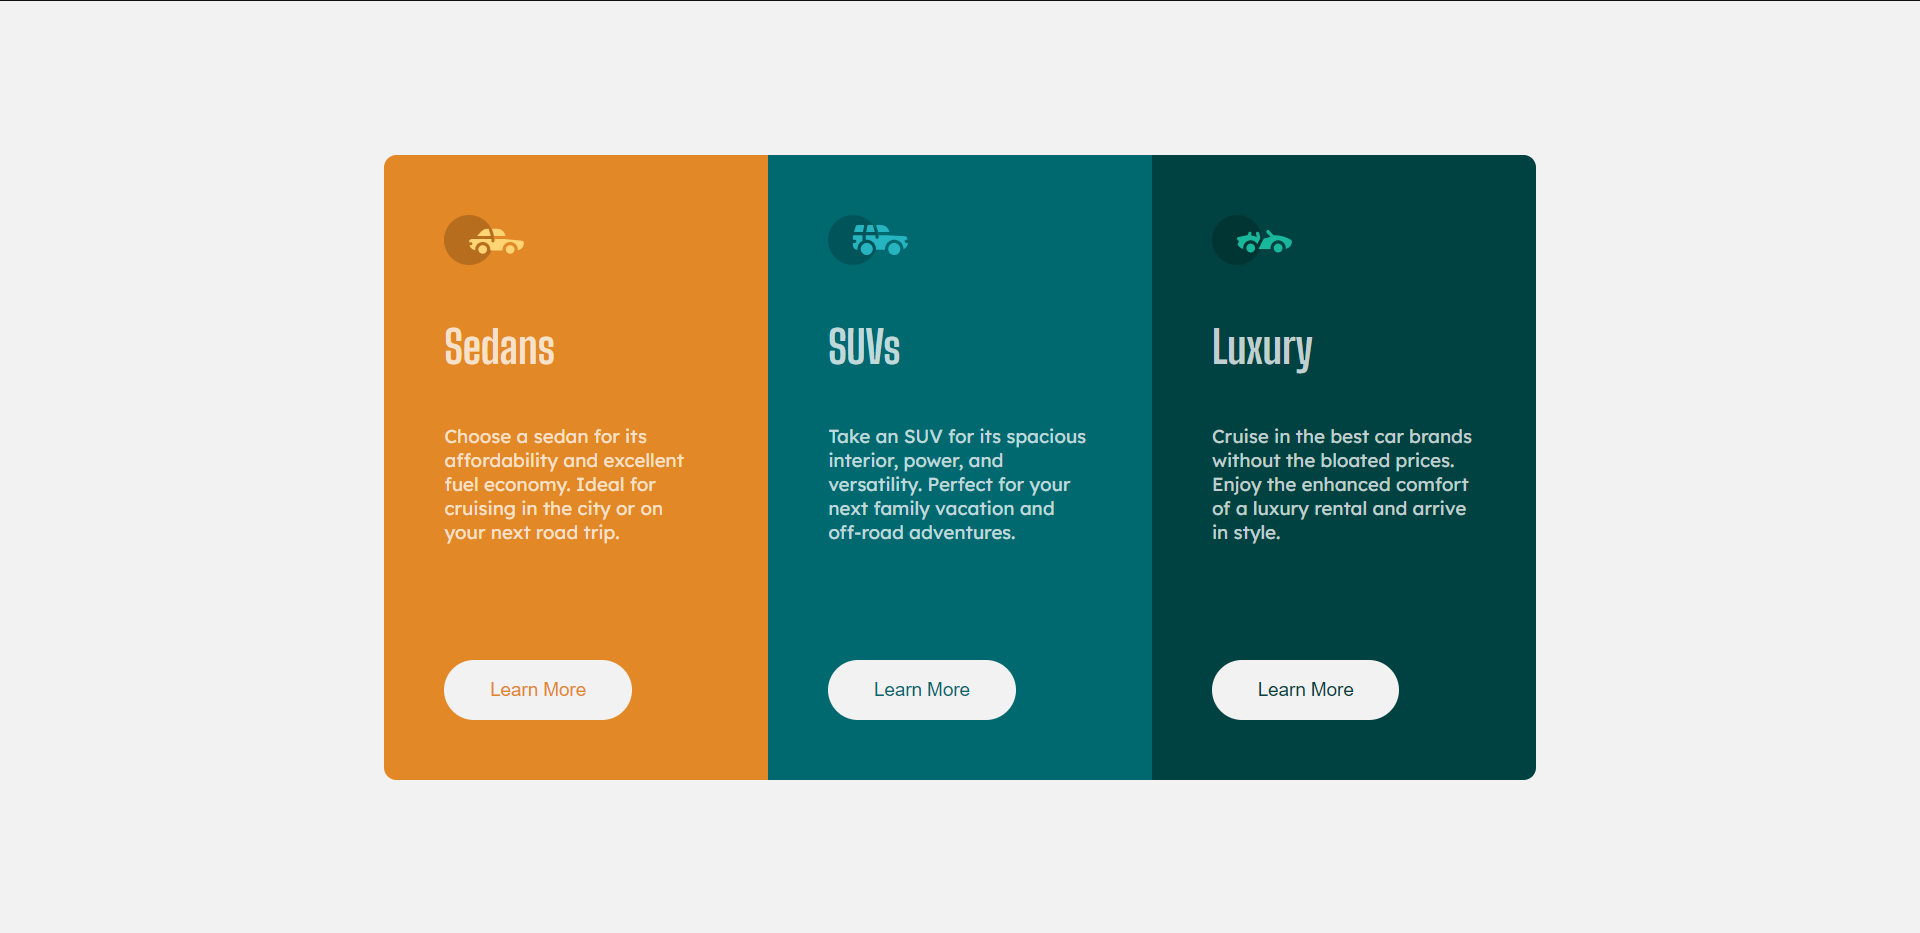 Sedans
Choose a sedan for its
affordability and excellent
fuel economy. Ideal for
cruising in the city or on
your next road trip.
Learn More
SUVs
Take an SUV for its spacious
interior, power, and
versatility. Perfect for your
next family vacation and
off-road adventures.
Learn More
Luxury
Cruise in the best car brands
without the bloated prices.
Enjoy the enhanced comfort
of a luxury rental and arrive
in style.
Learn More